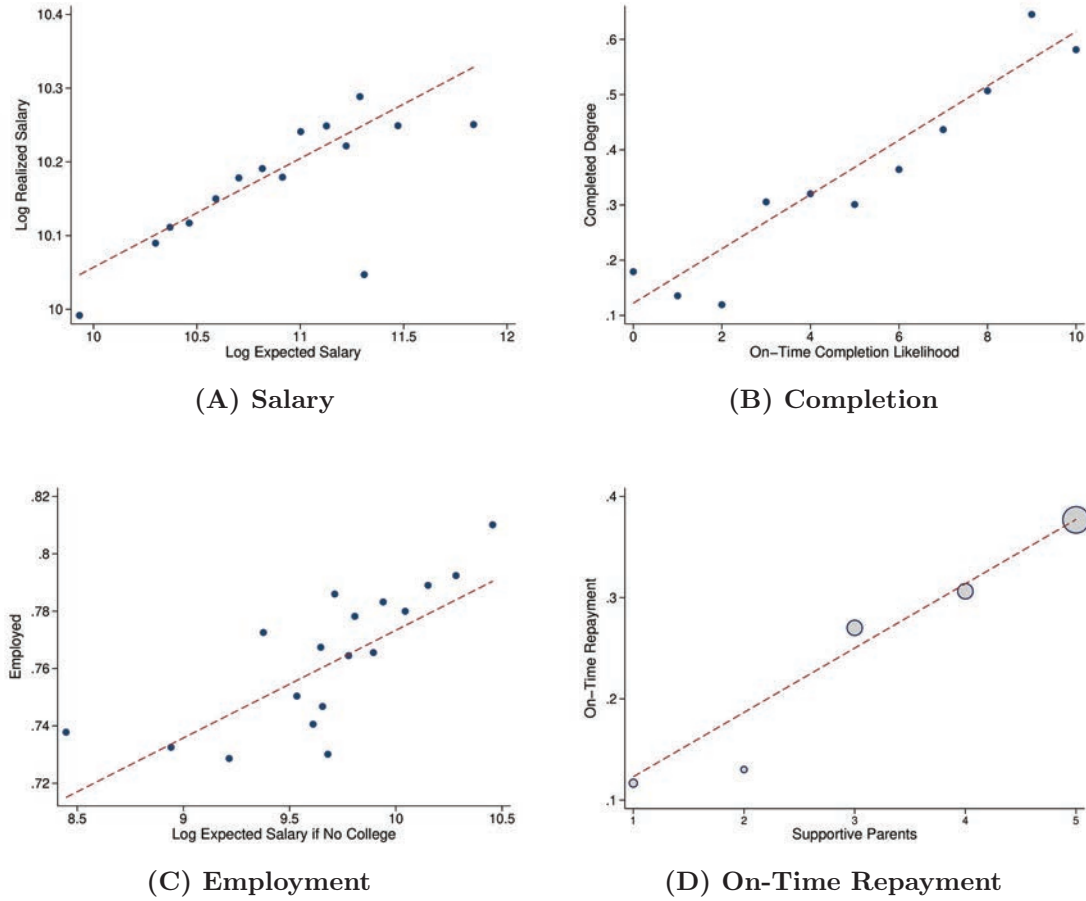 10.4
10.3
10.2
10.1
10
Log Realized Salary
10 10.5 11 11.5 12
Log Expected Salary
(A) Salary
.6
.5
.4
.3
.2
.1
Completed Degree
0 2 4 6 8 10
On-Time Completion Likelihood
(B) Completion
.82
.8
.78
.76
.74
.72
Employed
8.5 9 9.5 10 10.5
Log Expected Salary if No College
(C) Employment
.4
.3
.2
.1
On-Time Repayment
1 2 3 4 5
Supportive Parents
(D) On-Time Repayment